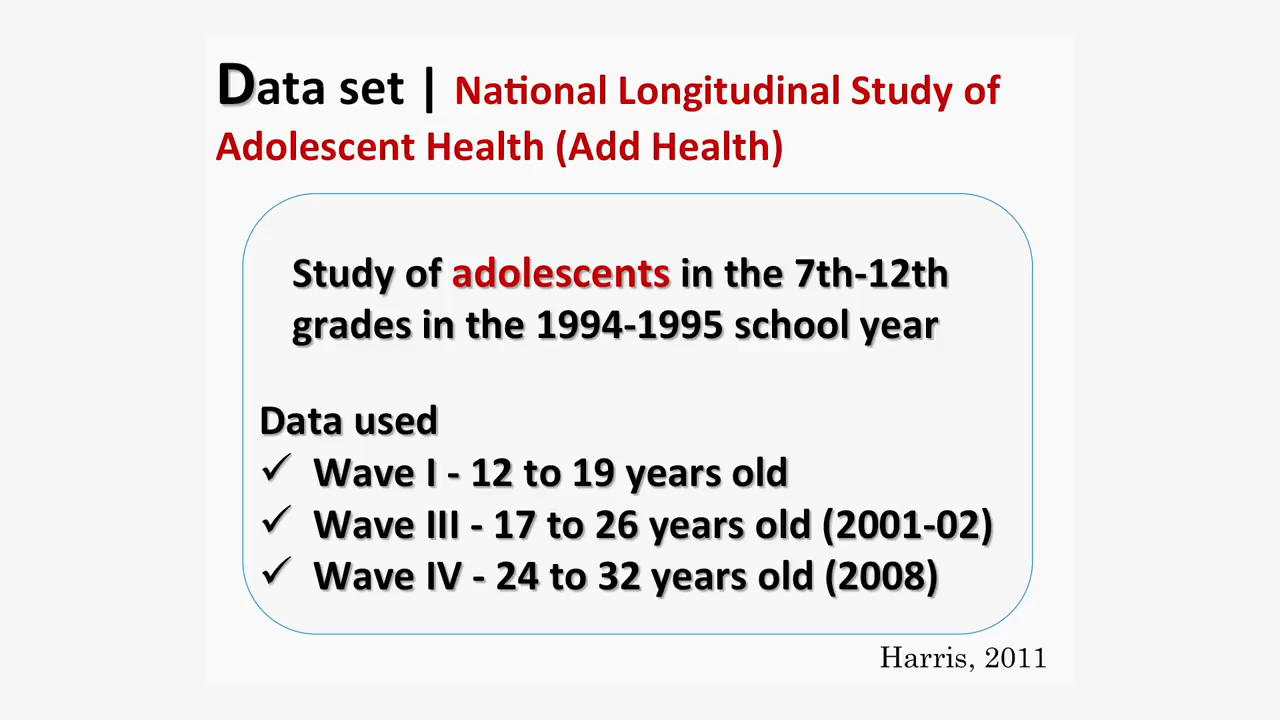 Data set | National Longitudinal Study of
Adolescent Health (Add Health)
Study of adolescents in the 7th-12th
grades in the 1994-1995 school year
Data used
✓ Wave I - 12 to 19 years old
✓ Wave III - 17 to 26 years old (2001-02)
✓ Wave IV - 24 to 32 years old (2008)
Harris, 2011